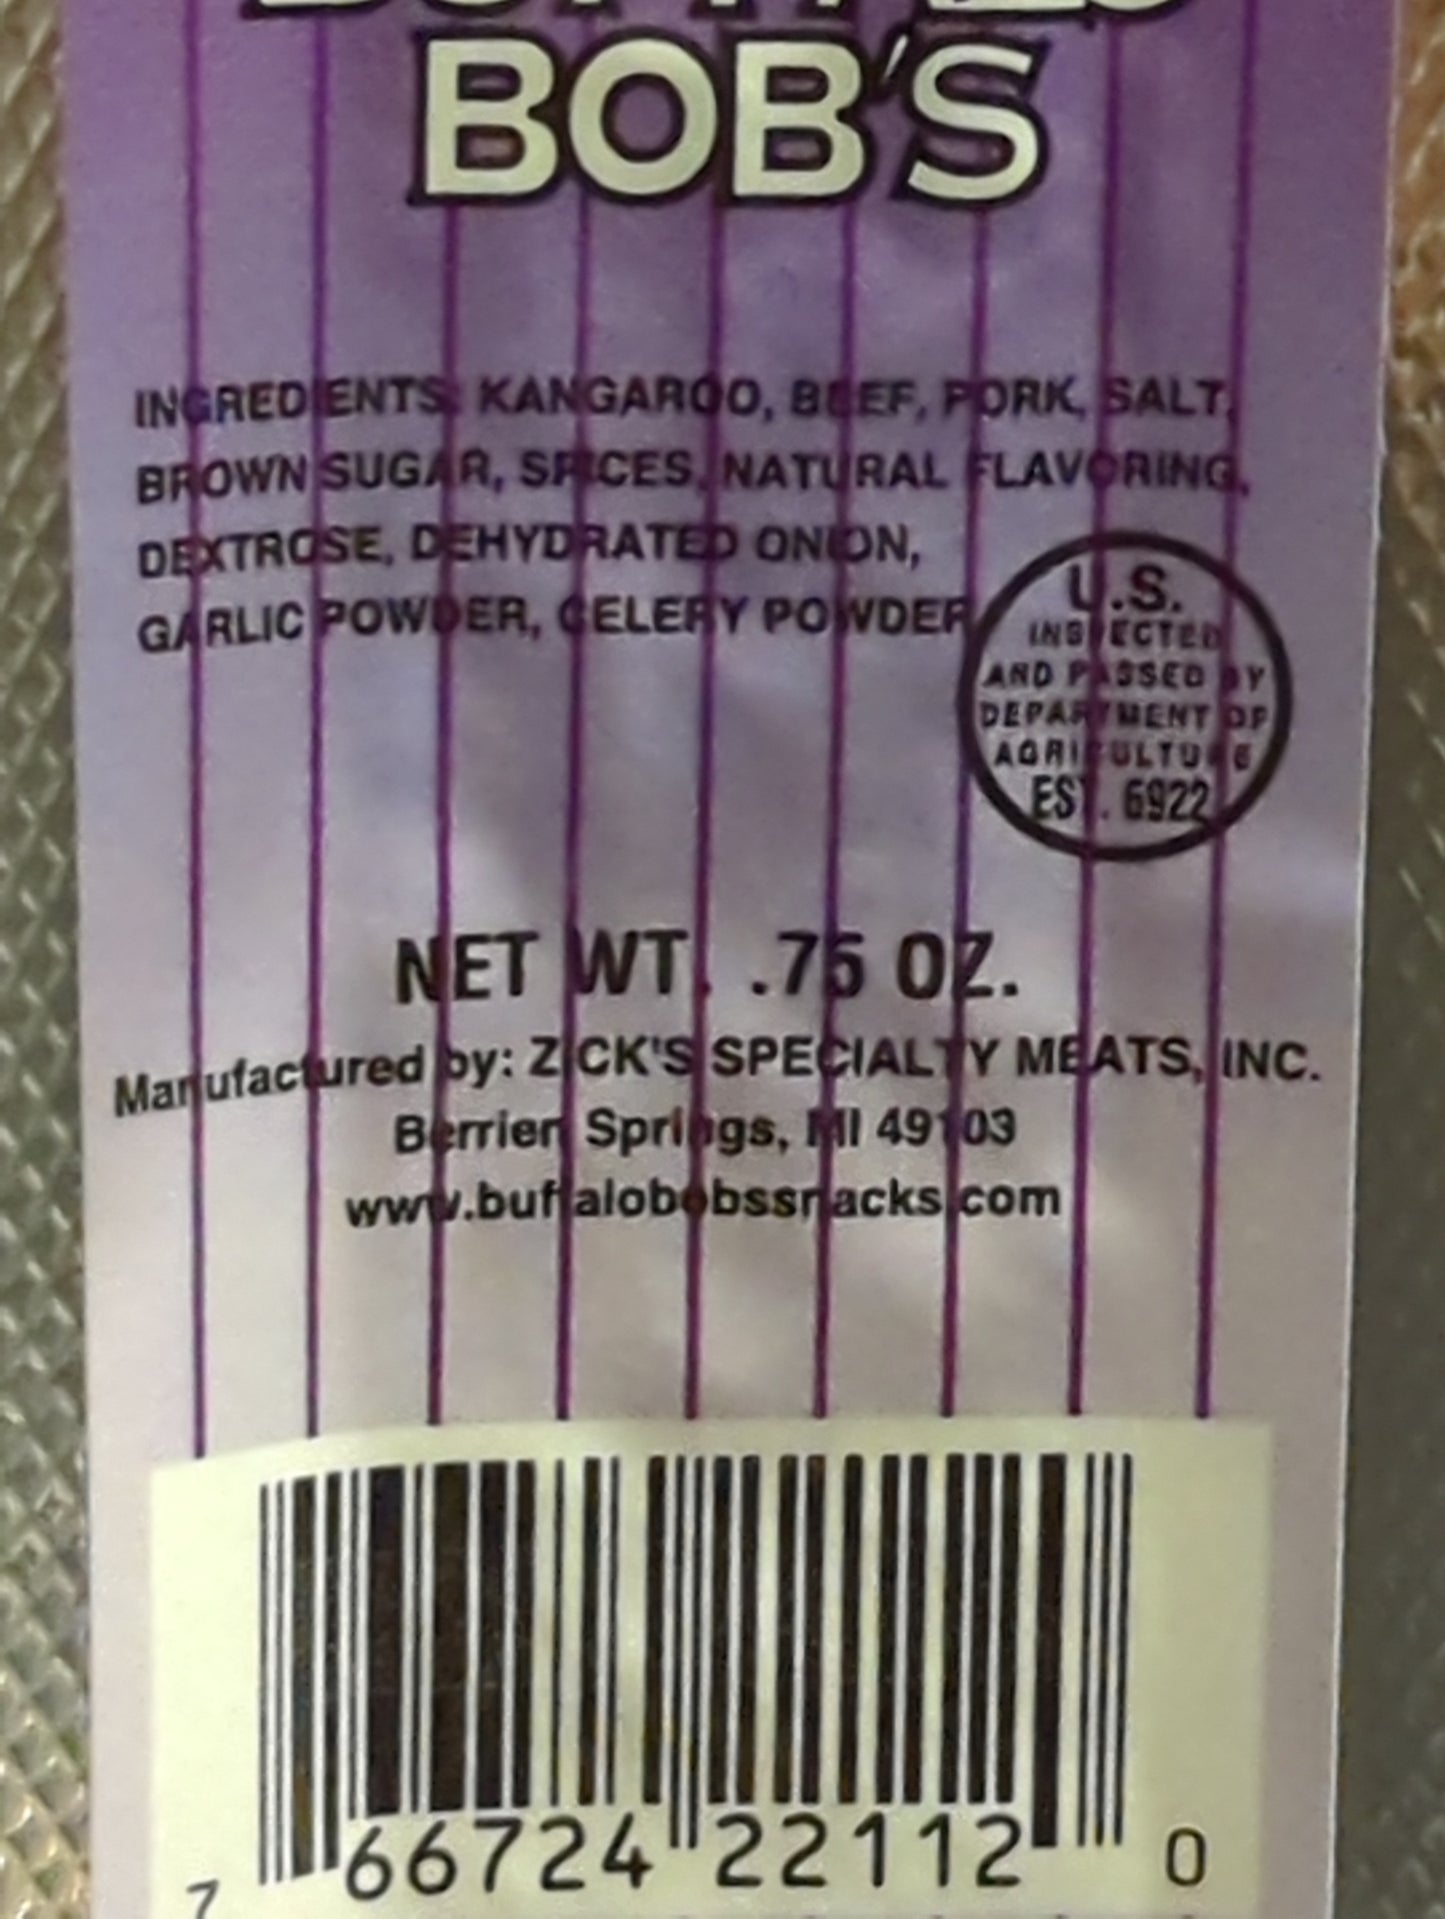 BUFFALO
BOB'S
INGREDIENTS: KANGAROO, BEEF, PORK, SALT,
BROWN SUGAR, SPICES, NATURAL FLAVORING,
DEXTROSE, DEHYDRATED ONION,
GARLIC POWDER, CELERY POWDER
U.S.
INSPECTED
AND PASSED BY
DEPARTMENT OF
AGRICULTURE
EST. 6922
NET WT. .75 OZ.
Manufactured by: ZICK'S SPECIALTY MEATS, INC.
Berrien Springs, MI 49103
www.buffalobobssnacks.com
7 66724 22112 0